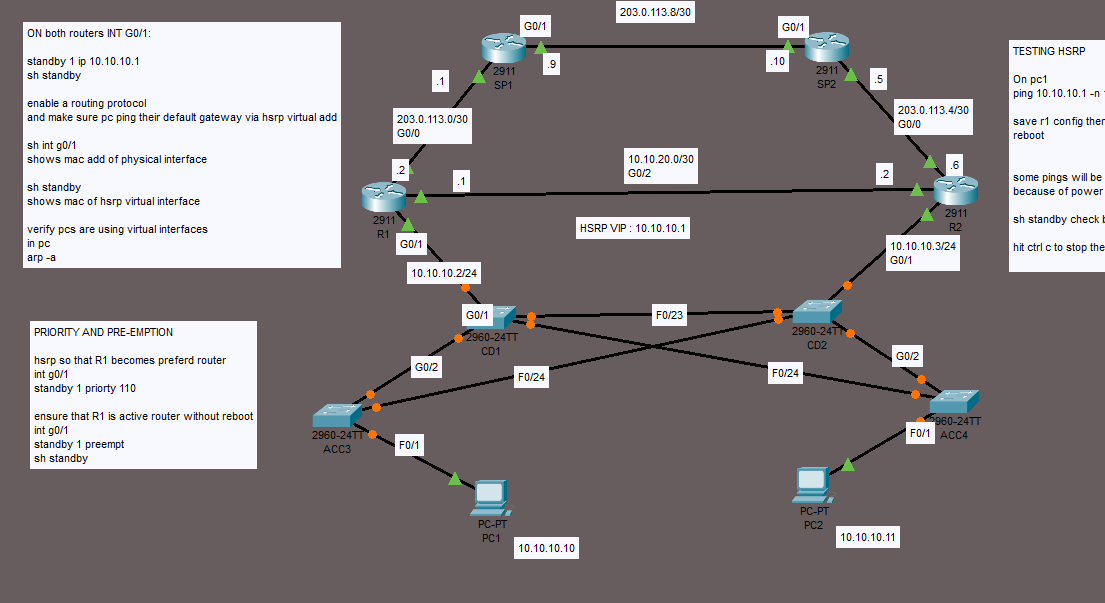 ON both routers INT G0/1:
standby 1 ip 10.10.10.1
sh standby
enable a routing protocol
and make sure pc ping their default gateway via hsrp virtual add
sh int g0/1
shows mac add of physical interface
sh standby
shows mac of hsrp virtual interface
verify pcs are using virtual interfaces
in pc
arp -a
PRIORITY AND PRE-EMPTION
hsrp so that R1 becomes preferd router
int g0/1
standby 1 priorty 110
ensure that R1 is active router without reboot
int g0/1
standby 1 preempt
sh standby
203.0.113.8/30
G0/1
G0/1
.9
.10
2911
SP1
2911
SP2
.1
.5
203.0.113.0/30
G0/0
203.0.113.4/30
G0/0
.2
.6
10.10.20.0/30
G0/2
.1
.2
2911
R1
2911
R2
HSRP VIP : 10.10.10.1
G0/1
10.10.10.2/24
10.10.10.3/24
G0/1
G0/1
F0/23
2960-24TT
CD1
2960-24TT
CD2
G0/2
G0/2
F0/24
F0/24
2960-24TT
ACC3
2960-24TT
ACC4
F0/1
F0/1
PC-PT
PC1
PC-PT
PC2
10.10.10.10
10.10.10.11
TESTING HSRP
On pc1
ping 10.10.10.1 -n
save r1 config ther
reboot
some pings will be
because of power
sh standby check
hit ctrl c to stop the